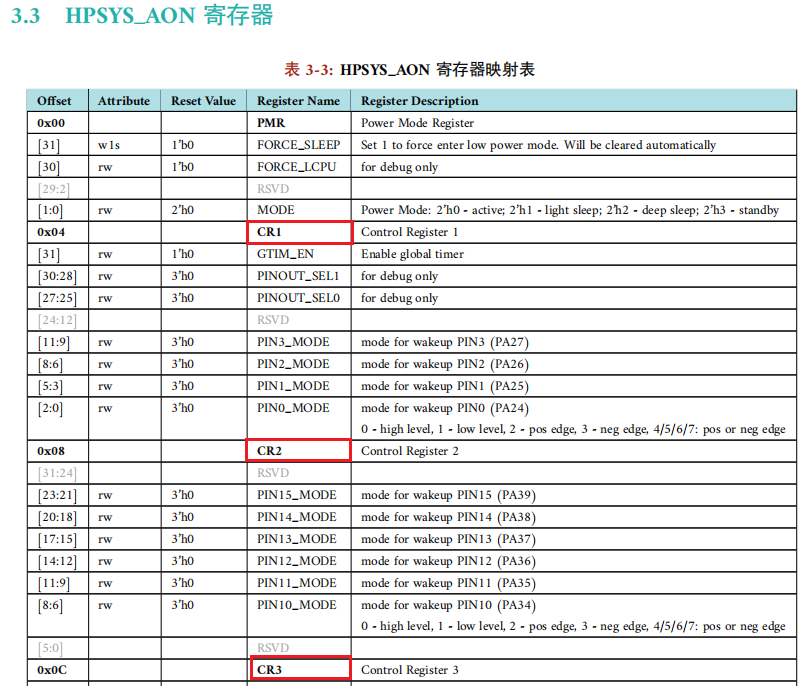 3.3 HPSYS_AON 寄存器
表 3-3: HPSYS_AON 寄存器映射表
Offset Attribute Reset Value Register Name Register Description
0x00 PMR Power Mode Register
[31] w1s 1'b0 FORCE_SLEEP Set 1 to force enter low power mode. Will be cleared automatically
[30] rw 1'b0 FORCE_LCPU for debug only
[29:2] RSVD
[1:0] rw 2'h0 MODE Power Mode: 2'h0 - active; 2'h1 - light sleep; 2'h2 - deep sleep; 2'h3 - standby
0x04 CR1 Control Register 1
[31] rw 1'h0 GTIM_EN Enable global timer
[30:28] rw 3'h0 PINOUT_SEL1 for debug only
[27:25] rw 3'h0 PINOUT_SEL0 for debug only
[24:12] RSVD
[11:9] rw 3'h0 PIN3_MODE mode for wakeup PIN3 (PA27)
[8:6] rw 3'h0 PIN2_MODE mode for wakeup PIN2 (PA26)
[5:3] rw 3'h0 PIN1_MODE mode for wakeup PIN1 (PA25)
[2:0] rw 3'h0 PIN0_MODE mode for wakeup PIN0 (PA24)
0 - high level, 1 - low level, 2 - pos edge, 3 - neg edge, 4/5/6/7: pos or neg edge
0x08 CR2 Control Register 2
[31:24] RSVD
[23:21] rw 3'h0 PIN15_MODE mode for wakeup PIN15 (PA39)
[20:18] rw 3'h0 PIN14_MODE mode for wakeup PIN14 (PA38)
[17:15] rw 3'h0 PIN13_MODE mode for wakeup PIN13 (PA37)
[14:12] rw 3'h0 PIN12_MODE mode for wakeup PIN12 (PA36)
[11:9] rw 3'h0 PIN11_MODE mode for wakeup PIN11 (PA35)
[8:6] rw 3'h0 PIN10_MODE mode for wakeup PIN10 (PA34)
0 - high level, 1 - low level, 2 - pos edge, 3 - neg edge, 4/5/6/7: pos or neg edge
[5:0] RSVD
0x0C CR3 Control Register 3